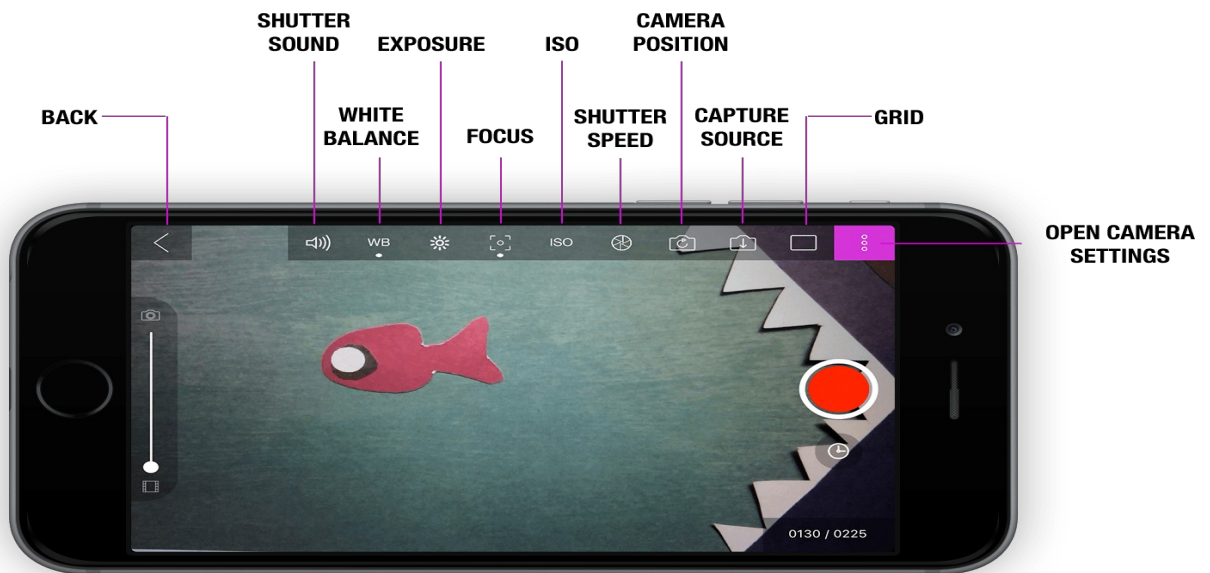 SHUTTER
SOUND
EXPOSURE
ISO
CAMERA
POSITION
BACK
WHITE
BALANCE
FOCUS
SHUTTER
SPEED
CAPTURE
SOURCE
GRID
WB
ISO
OPEN CAMERA
SETTINGS
0130 / 0225